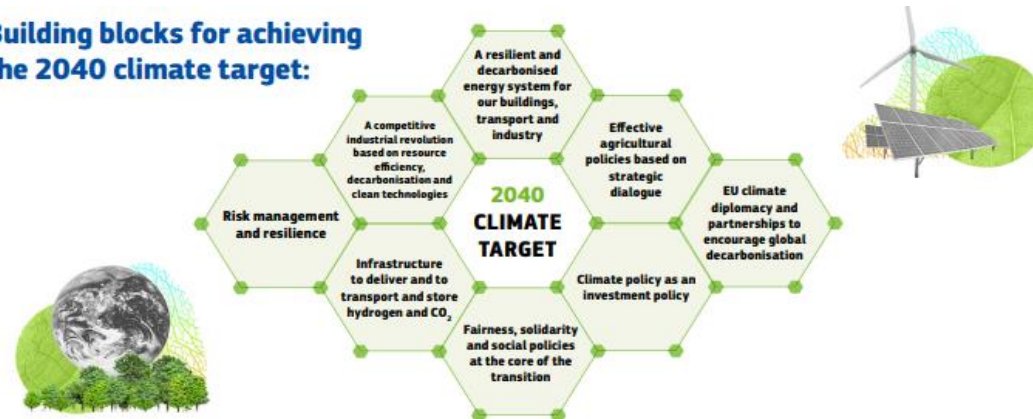 Building blocks for achieving
the 2040 climate target:
A resilient and
decarbonised
energy system for
our buildings,
transport and
industry
A competitive
industrial revolution
based on resource
efficiency,
decarbonisation and
clean technologies
Effective
agricultural
policies based on
strategic
dialogue
Risk management
and resilience
2040
CLIMATE
TARGET
EU climate
diplomacy and
partnerships to
encourage global
decarbonisation
Infrastructure
to deliver and to
transport and store
hydrogen and CO₂
Climate policy as an
investment policy
Fairness, solidarity
and social policies
at the core of the
transition